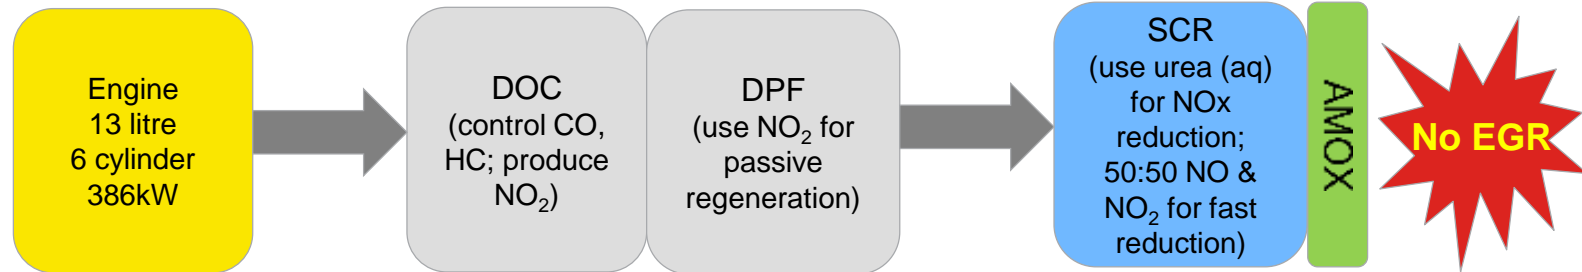 Engine
13 litre
6 cylinder
386kW
DOC
(control CO,
HC; produce
NO₂)
DPF
(use NO₂ for
passive
regeneration)
SCR
(use urea (aq)
for NOx
reduction;
50:50 NO &
NO₂ for fast
reduction)
AMOX
No EGR